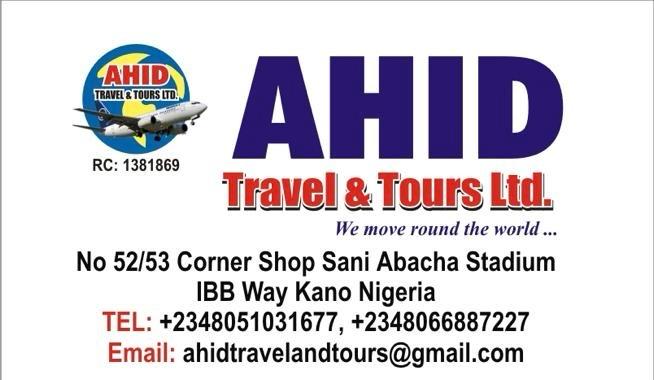 AHID
TRAVEL & TOURS LTD.
RC: 1381869
AHID
Travel & Tours Ltd.
We move round the world ...
No 52/53 Corner Shop Sani Abacha Stadium
IBB Way Kano Nigeria
TEL: +2348051031677, +2348066887227
Email: ahidtravelandtours@gmail.com